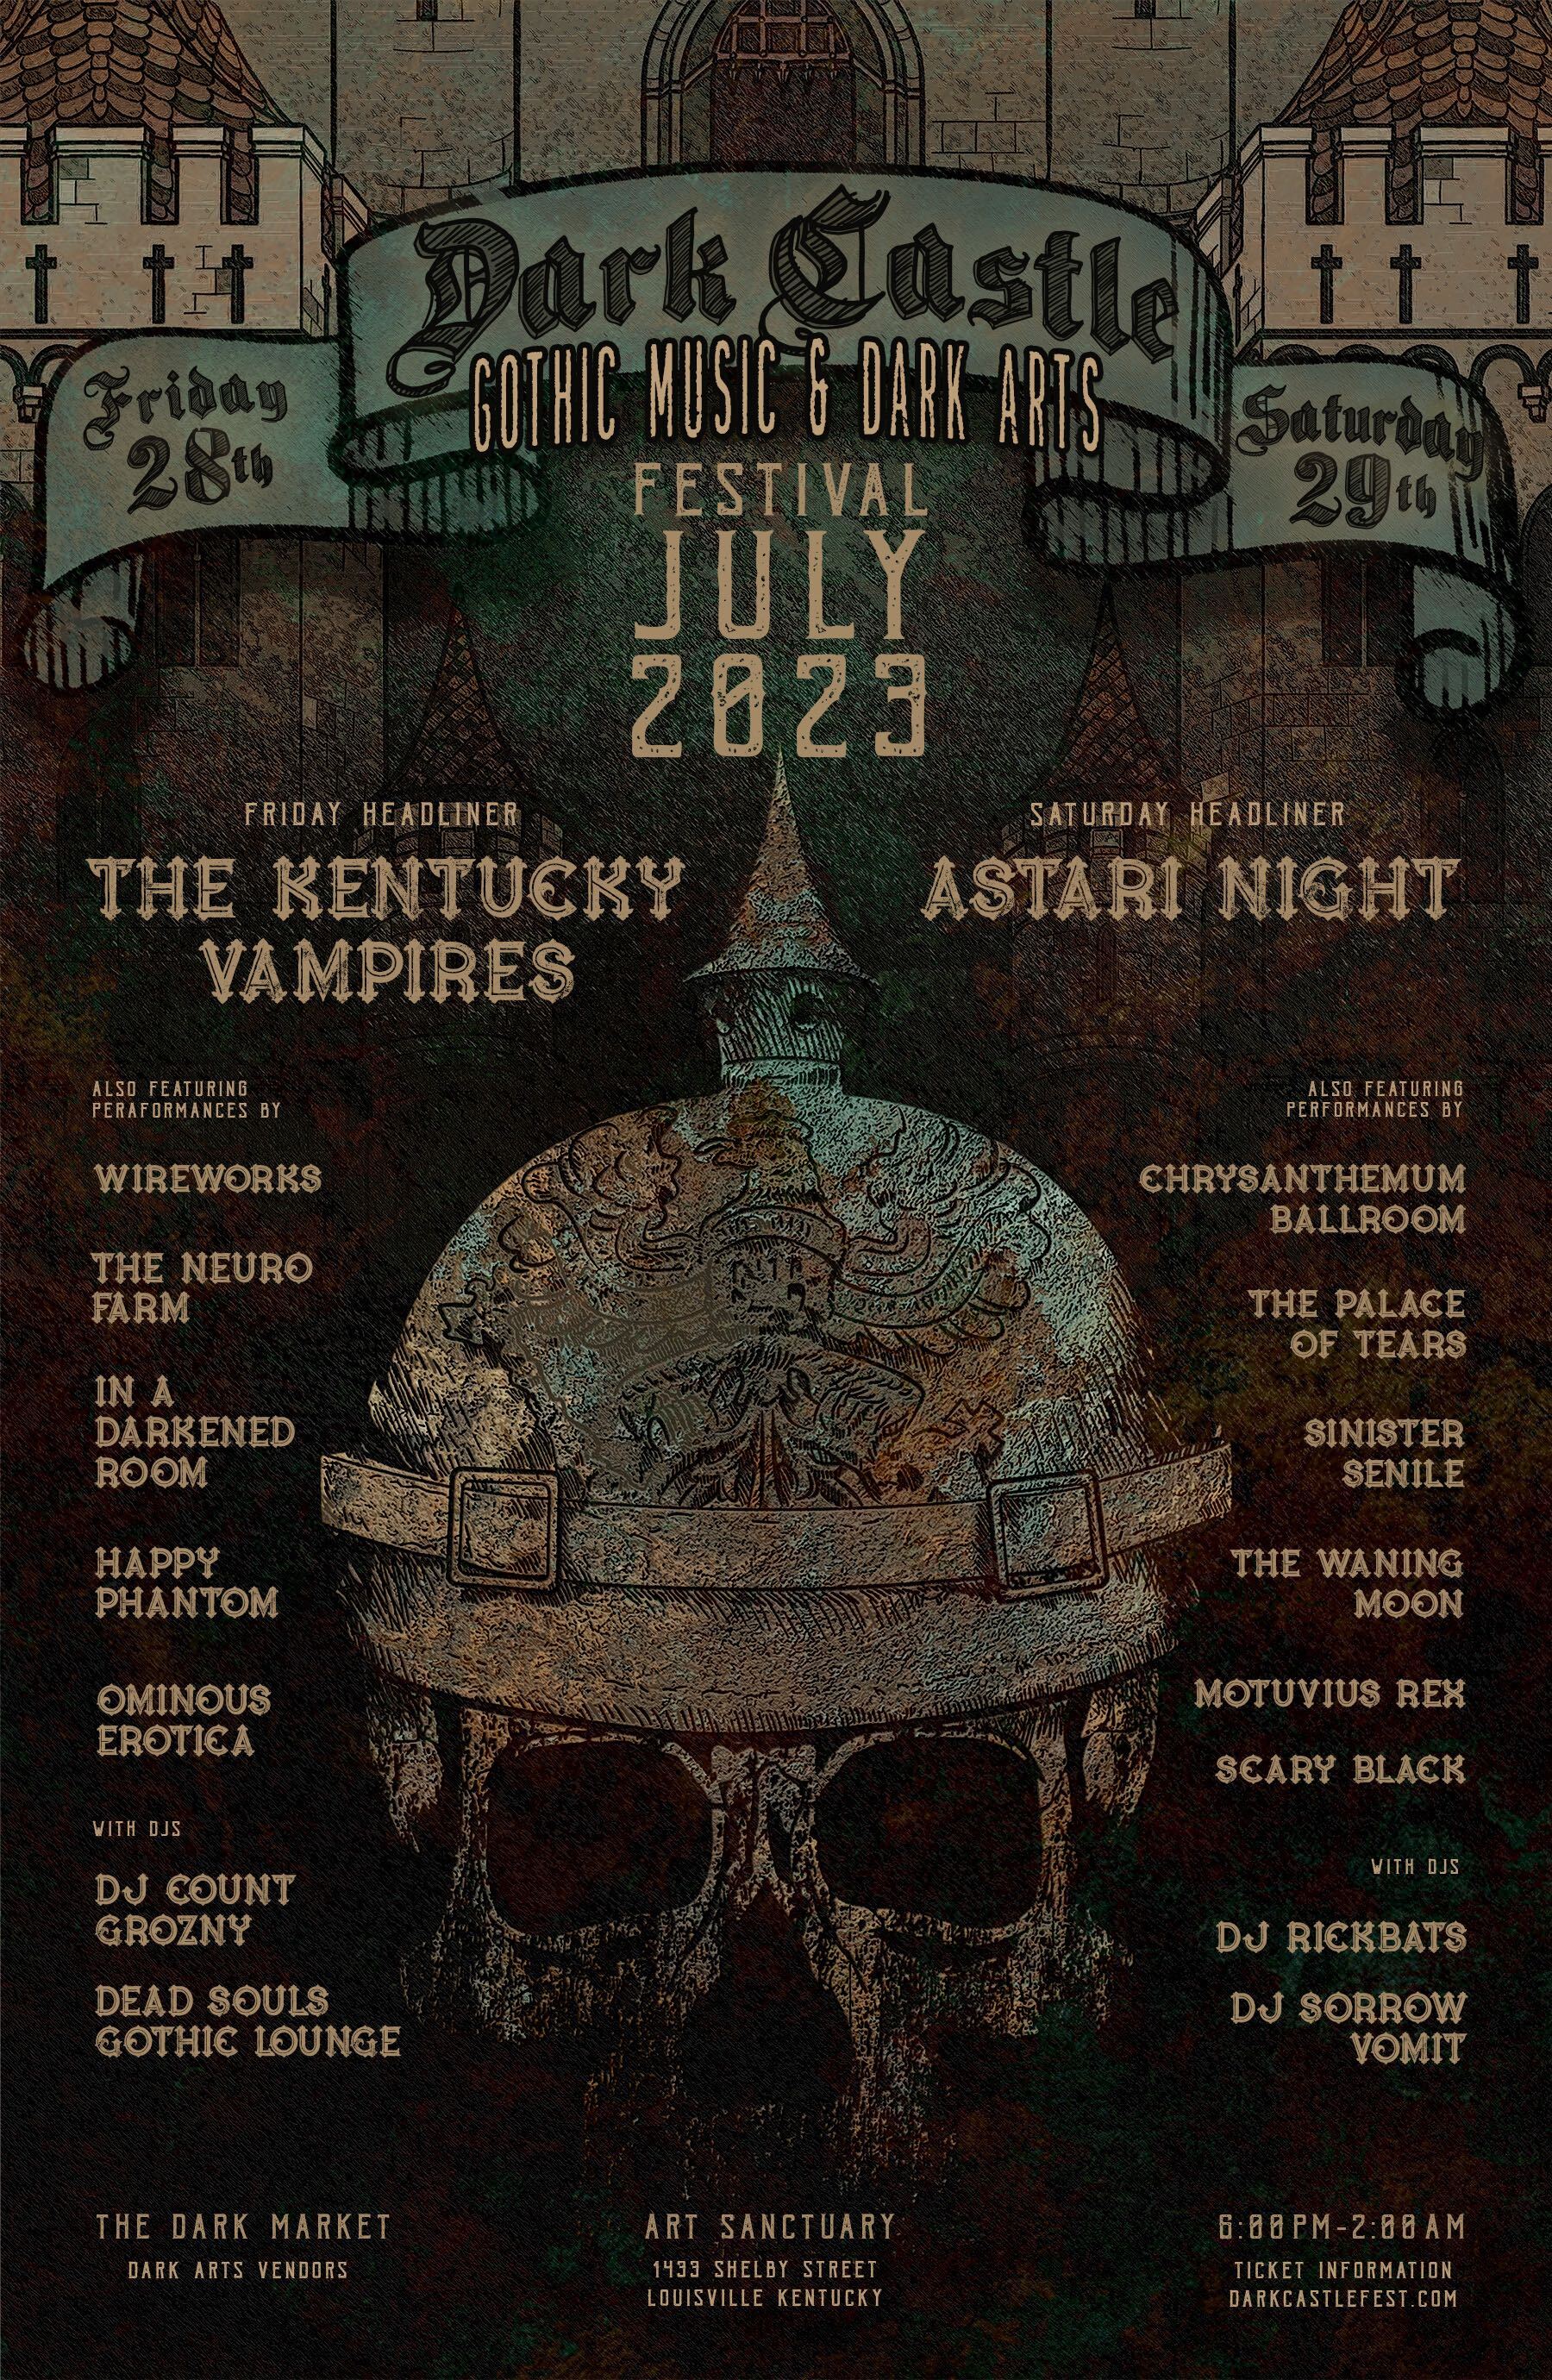 Dark Castle
GOTHIC MUSIC & DARK ARTS
Friday
28th
Saturday
29th
FESTIVAL
JULY
2023
FRIDAY HEADLINER
THE KENTUCKY
VAMPIRES
SATURDAY HEADLINER
ASTARI NIGHT
ALSO FEATURING
PERAFORMANCES BY
WIREWORKS
THE NEURO
FARM
IN A
DARKENED
ROOM
HAPPY
PHANTOM
OMINOUS
EROTICA
WITH DJS
DJ COUNT
GROZNY
DEAD SOULS
GOTHIC LOUNGE
ALSO FEATURING
PERFORMANCES BY
CHRYSANTHEMUM
BALLROOM
THE PALACE
OF TEARS
SINISTER
SENILE
THE WANING
MOON
MOTUVIUS REX
SCARY BLACK
WITH DJS
DJ RICKBATS
DJ SORROW
VOMIT
THE DARK MARKET
DARK ARTS VENDORS
ART SANCTUARY
1433 SHELBY STREET
LOUISVILLE KENTUCKY
6:00PM-2:00AM
TICKET INFORMATION
DARKCASTLEFEST.COM